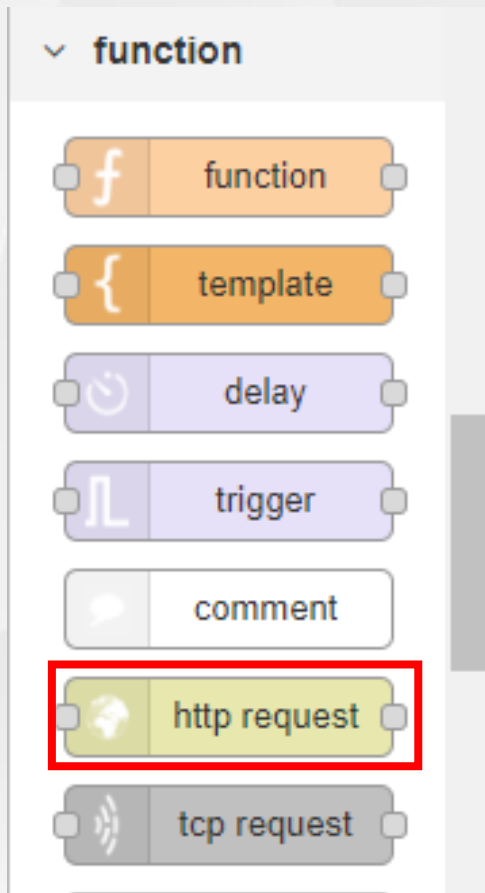 function
function
template
delay
trigger
comment
http request
tcp request